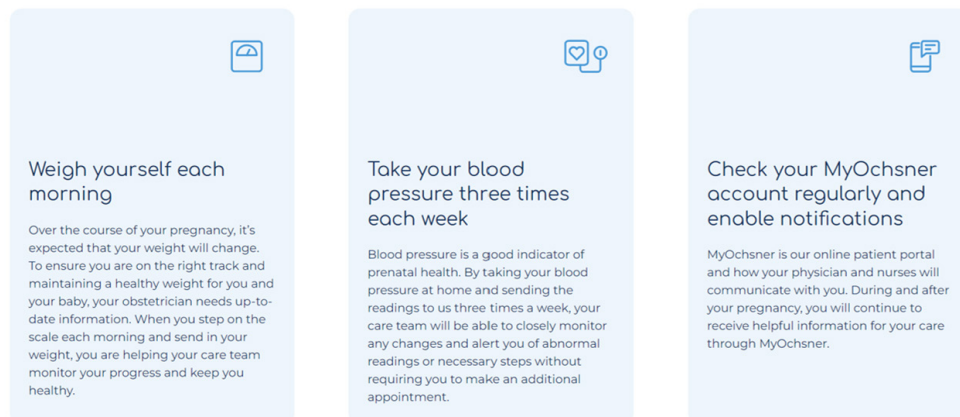 Weigh yourself each
morning
Over the course of your pregnancy, it's
expected that your weight will change.
To ensure you are on the right track and
maintaining a healthy weight for you and
your baby, your obstetrician needs up-to-
date information. When you step on the
scale each morning and send in your
weight, you are helping your care team
monitor your progress and keep you
healthy.
Take your blood
pressure three times
each week
Blood pressure is a good indicator of
prenatal health. By taking your blood
pressure at home and sending the
readings to us three times a week, your
care team will be able to closely monitor
any changes and alert you of abnormal
readings or necessary steps without
requiring you to make an additional
appointment.
Check your MyOchsner
account regularly and
enable notifications
MyOchsner is our online patient portal
and how your physician and nurses will
communicate with you. During and after
your pregnancy, you will continue to
receive helpful information for your care
through MyOchsner.